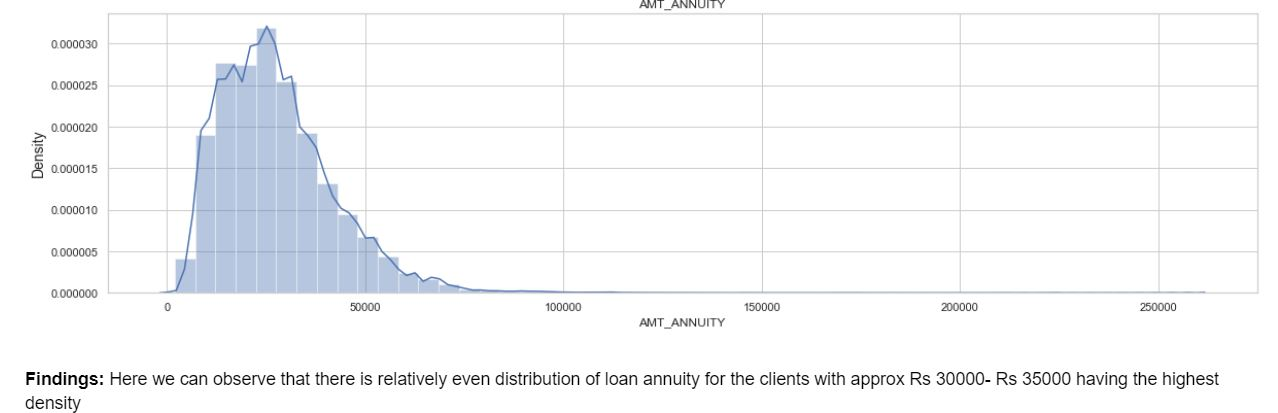 AMT_ANNUITY
0.000030
0.000025
0.000020
0.000015
0.000010
0.000005
0.000000
Density
0 50000 100000 150000 200000 250000
AMT_ANNUITY
Findings: Here we can observe that there is relatively even distribution of loan annuity for the clients with approx Rs 30000- Rs 35000 having the highest
density